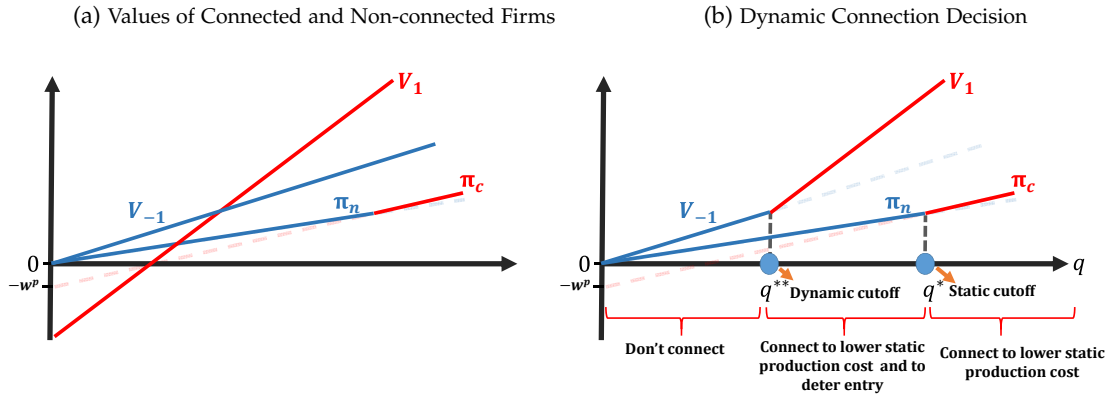 (a) Values of Connected and Non-connected Firms
V₁
V₋₁
πₙ
π_c
0
−wᵖ
(b) Dynamic Connection Decision
V₁
V₋₁
πₙ
π_c
0
−wᵖ
q
q** Dynamic cutoff
q* Static cutoff
Don't connect
Connect to lower static
production cost and to
deter entry
Connect to lower static
production cost